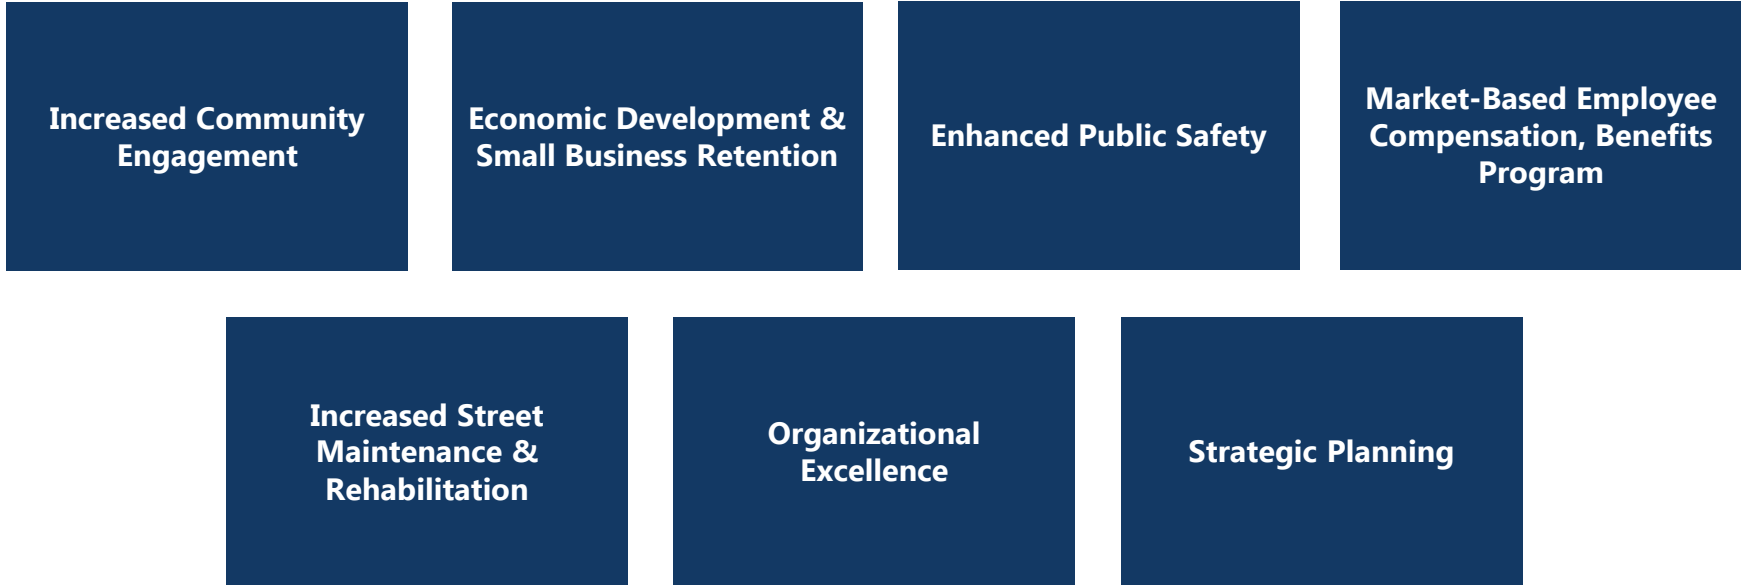 Increased Community
Engagement
Economic Development &
Small Business Retention
Enhanced Public Safety
Market-Based Employee
Compensation, Benefits
Program
Increased Street
Maintenance &
Rehabilitation
Organizational
Excellence
Strategic Planning